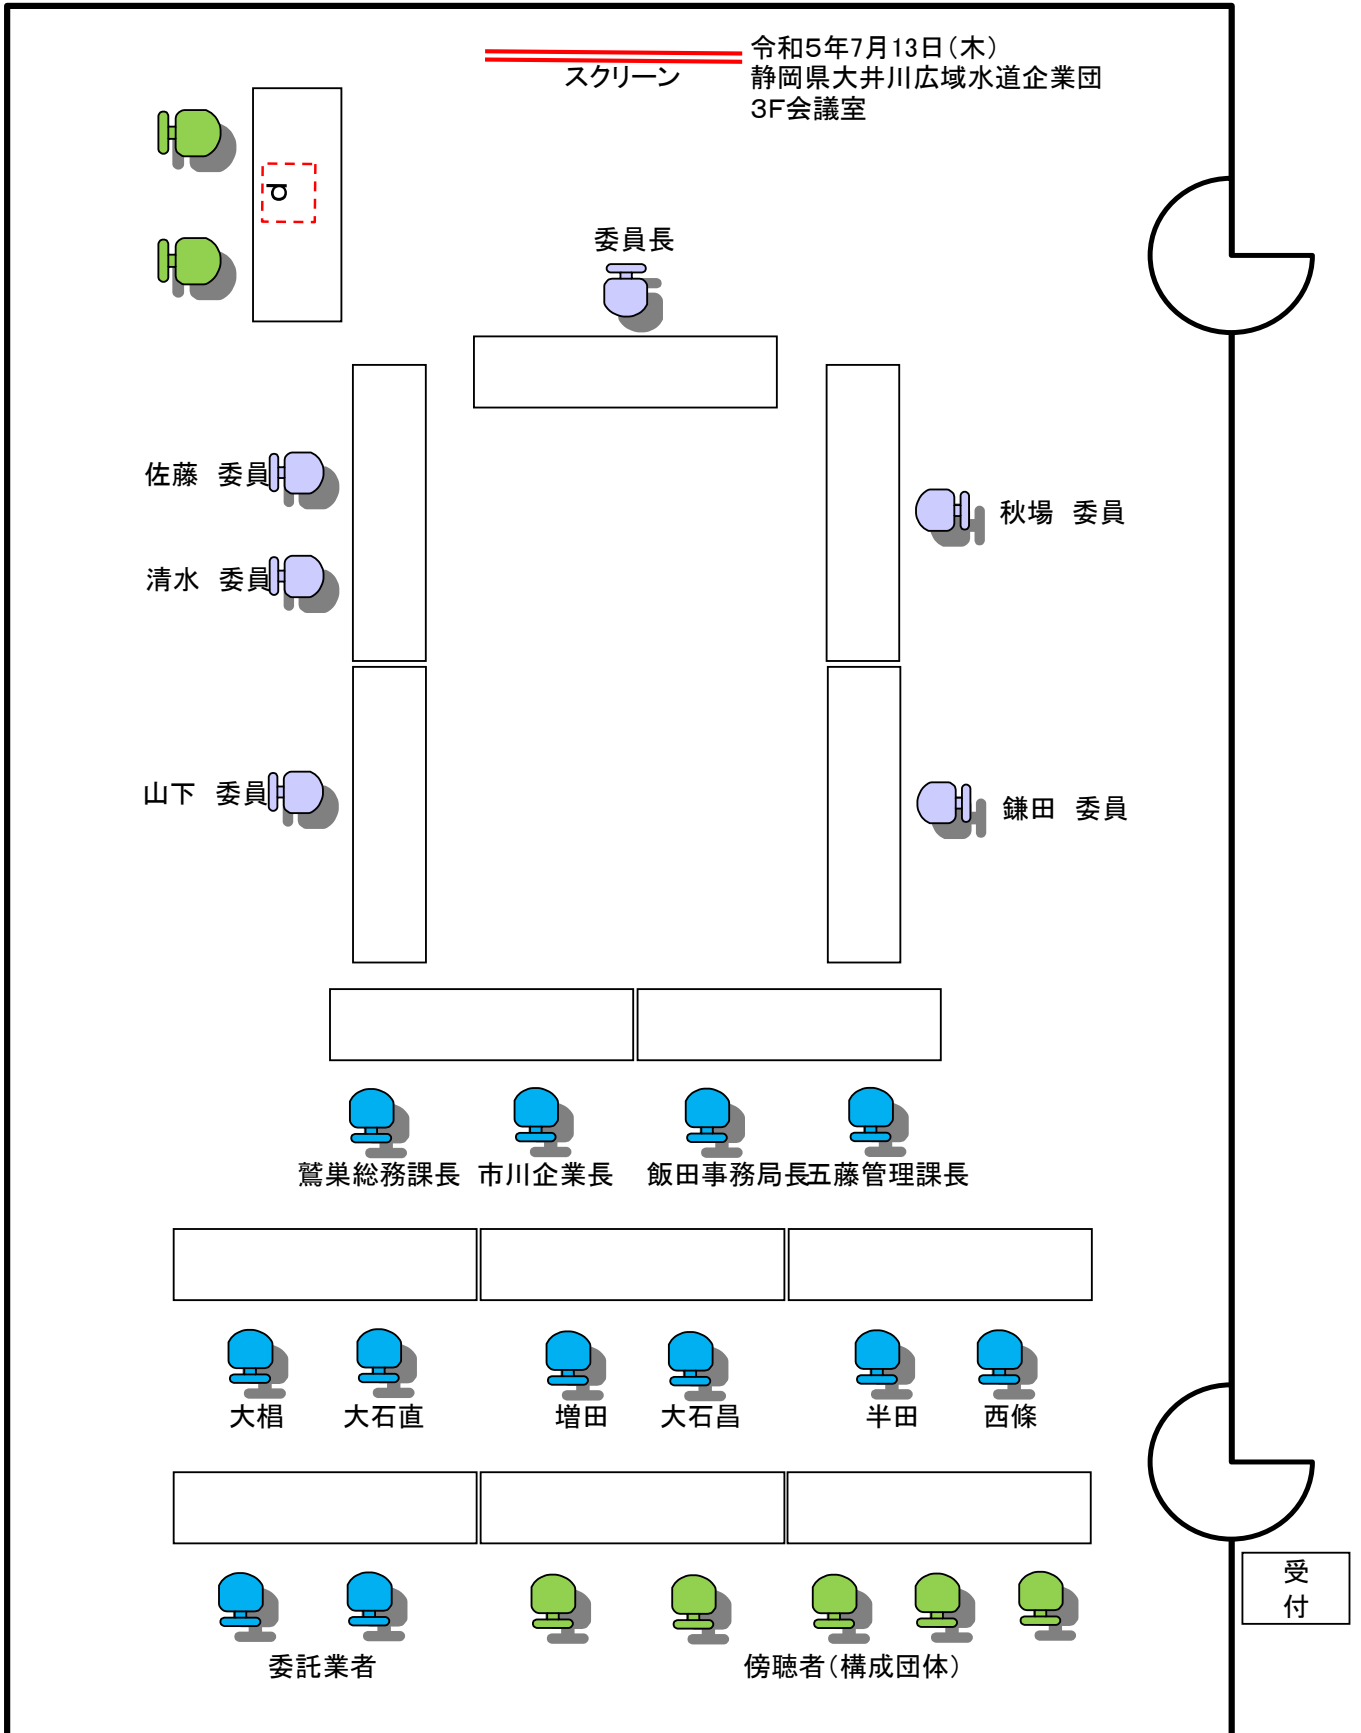 令和5年7月13日(木)
スクリーン
静岡県大井川広域水道企業団
3F会議室
d
委員長
佐藤　委員
秋場　委員
清水　委員
山下　委員
鎌田　委員
鷲巣総務課長
市川企業長
飯田事務局長
五藤管理課長
大椙
大石直
増田
大石昌
半田
西條
受
付
委託業者
傍聴者(構成団体)